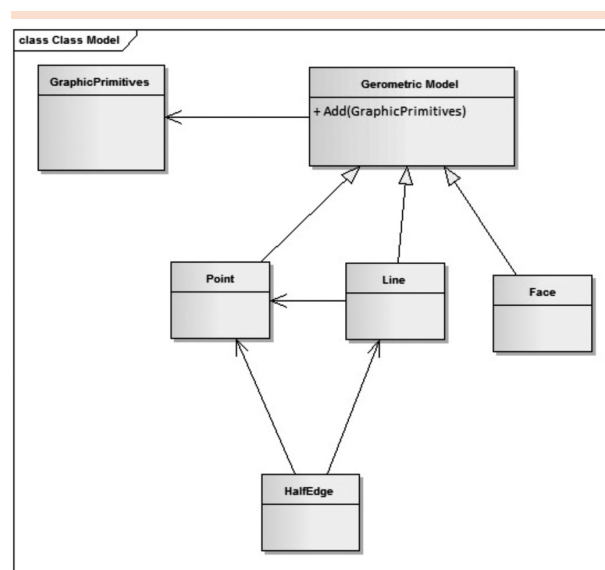 class Class Model
GraphicPrimitives
Gerometric Model
+ Add(GraphicPrimitives)
Point
Line
Face
HalfEdge